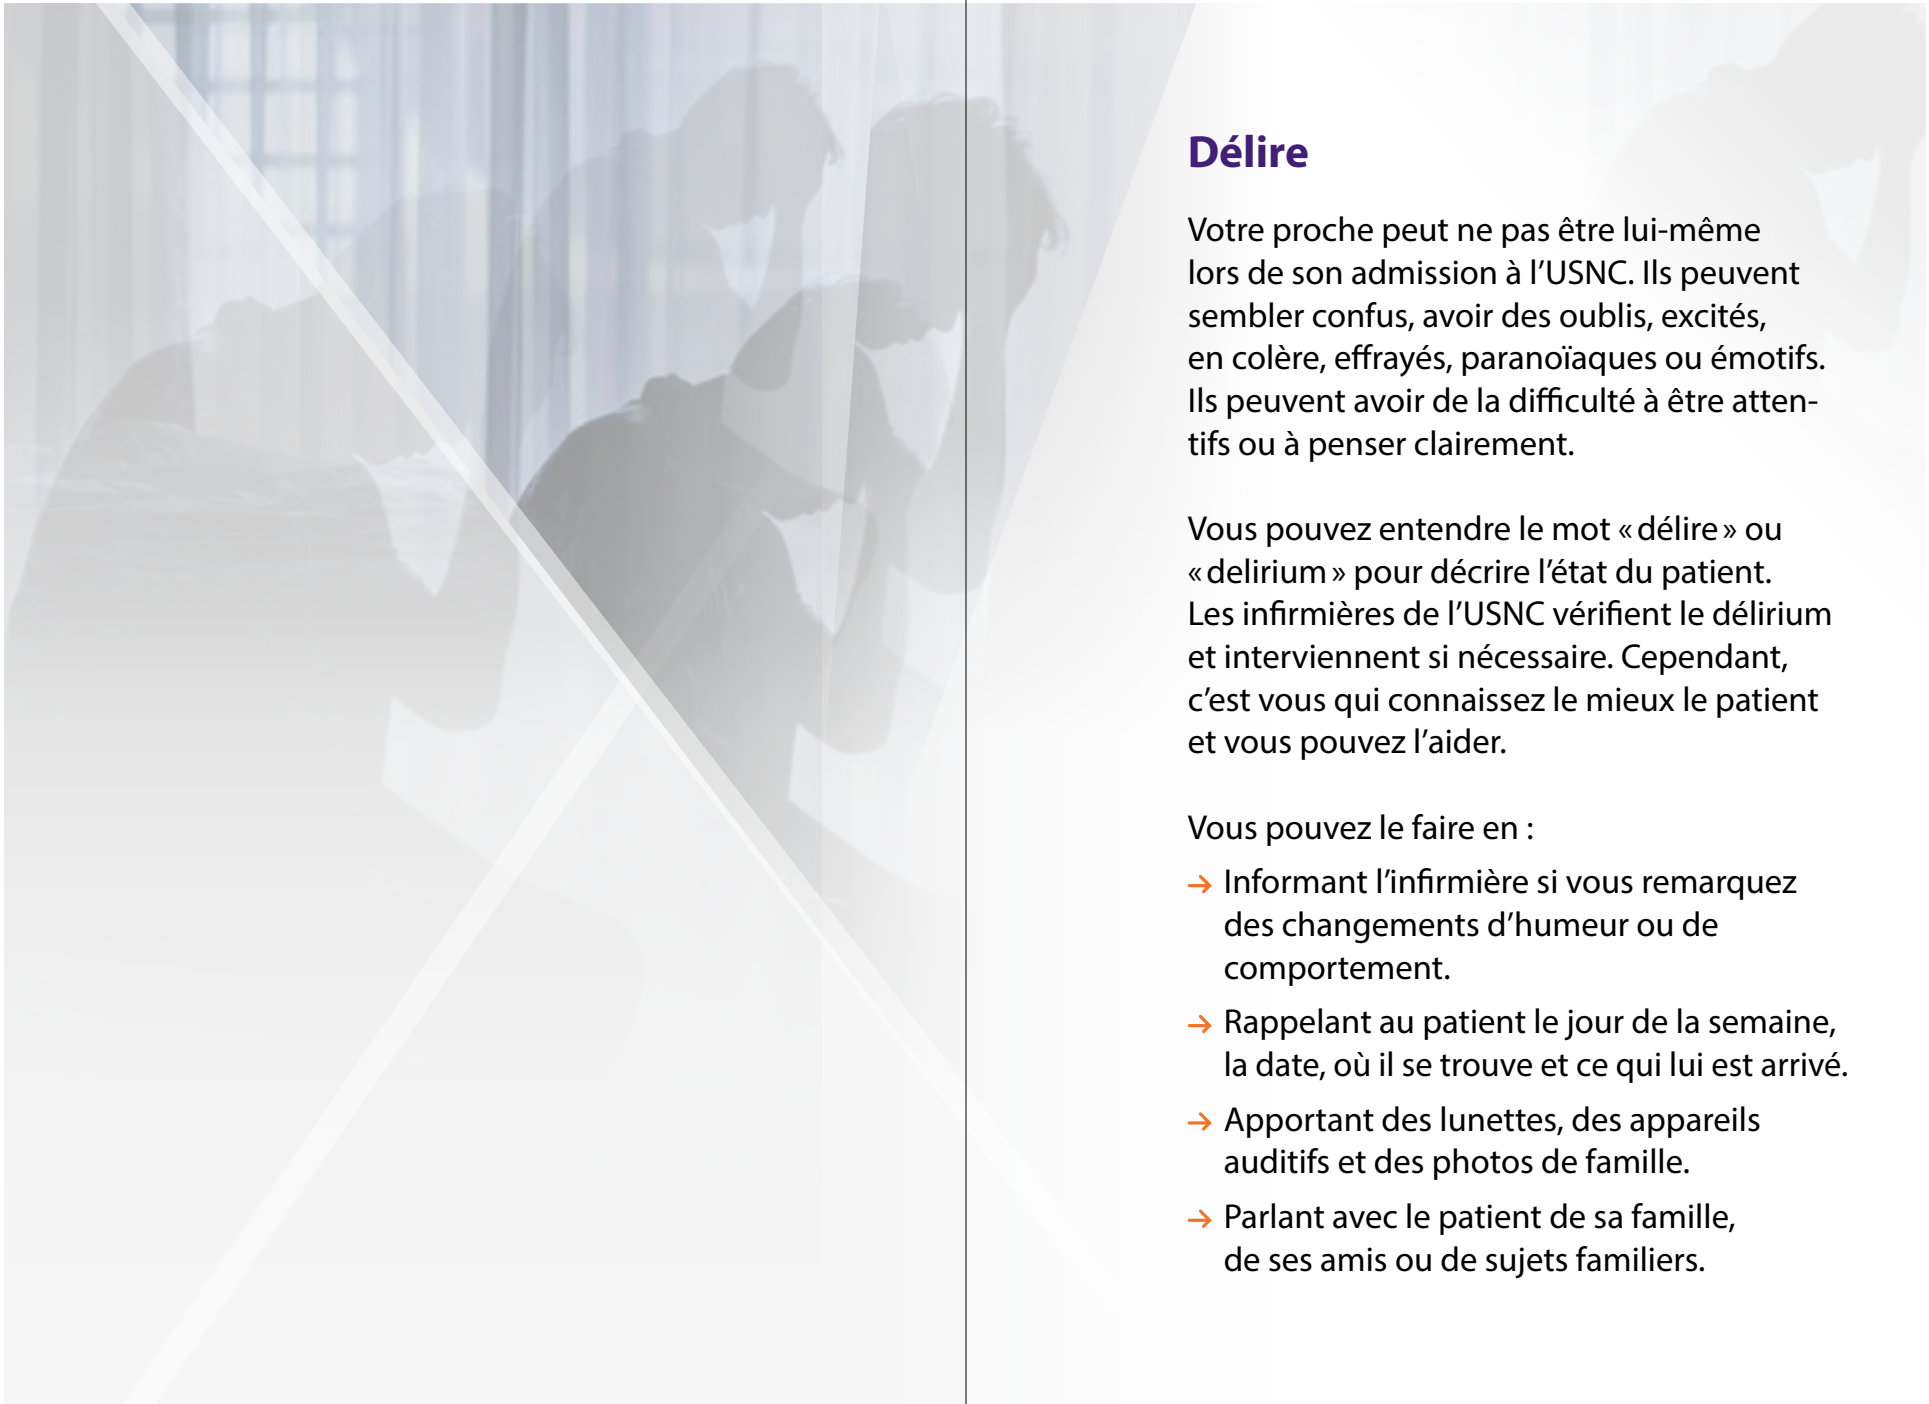 Délire
Votre proche peut ne pas être lui-même
lors de son admission à l’USNC. Ils peuvent
sembler confus, avoir des oublis, excités,
en colère, effrayés, paranoïaques ou émotifs.
Ils peuvent avoir de la difficulté à être atten-
tifs ou à penser clairement.
Vous pouvez entendre le mot « délire » ou
« delirium » pour décrire l’état du patient.
Les infirmières de l’USNC vérifient le délirium
et interviennent si nécessaire. Cependant,
c’est vous qui connaissez le mieux le patient
et vous pouvez l’aider.
Vous pouvez le faire en :
→ Informant l’infirmière si vous remarquez
des changements d’humeur ou de
comportement.
→ Rappelant au patient le jour de la semaine,
la date, où il se trouve et ce qui lui est arrivé.
→ Apportant des lunettes, des appareils
auditifs et des photos de famille.
→ Parlant avec le patient de sa famille,
de ses amis ou de sujets familiers.